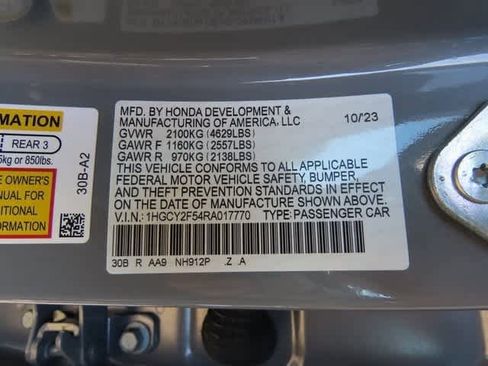 MATION
REAR 3
5kg or 850lbs.
E OWNER'S
NUAL FOR
DITIONAL
ORMATION
30B-A2
MFD. BY HONDA DEVELOPMENT &
MANUFACTURING OF AMERICA, LLC 10/23
GVWR 2100KG (4629LBS)
GAWR F 1160KG (2557LBS)
GAWR R 970KG (2138LBS)
THIS VEHICLE CONFORMS TO ALL APPLICABLE
FEDERAL MOTOR VEHICLE SAFETY, BUMPER,
AND THEFT PREVENTION STANDARDS IN EFFECT
ON THE DATE OF MANUFACTURE SHOWN ABOVE.
V.I.N.: 1HGCY2F54RA017770 TYPE: PASSENGER CAR
30B R AA9 NH912P .Z .A